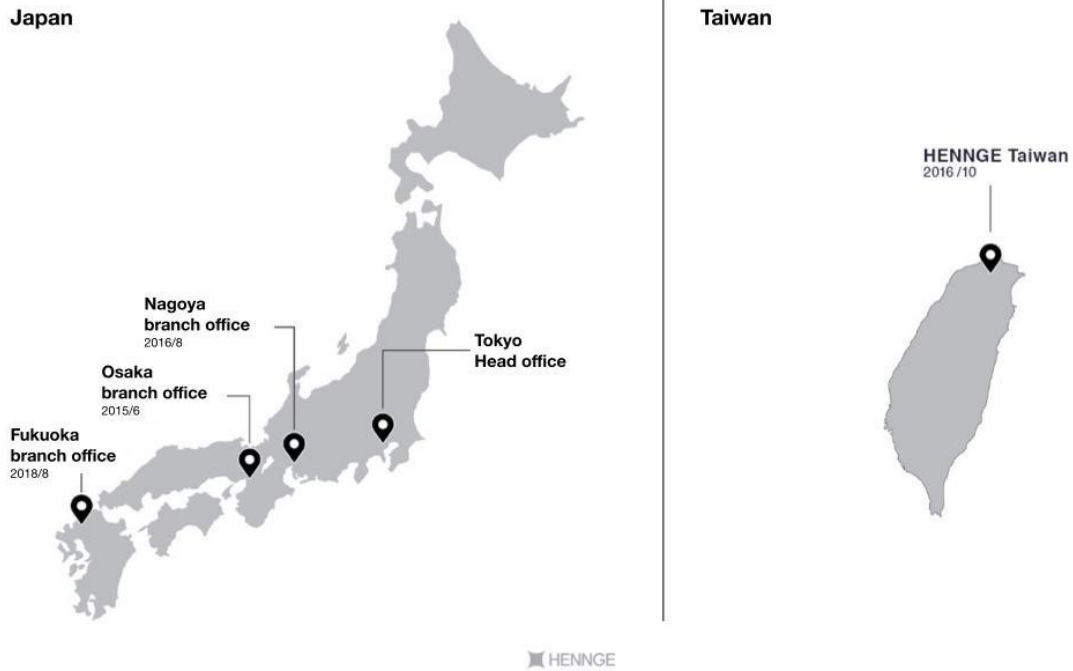 Japan
Taiwan
HENNGE Taiwan
2016 /10
Nagoya
branch office
2016/8
Tokyo
Head office
Osaka
branch office
2015/6
Fukuoka
branch office
2018/8
HENNGE